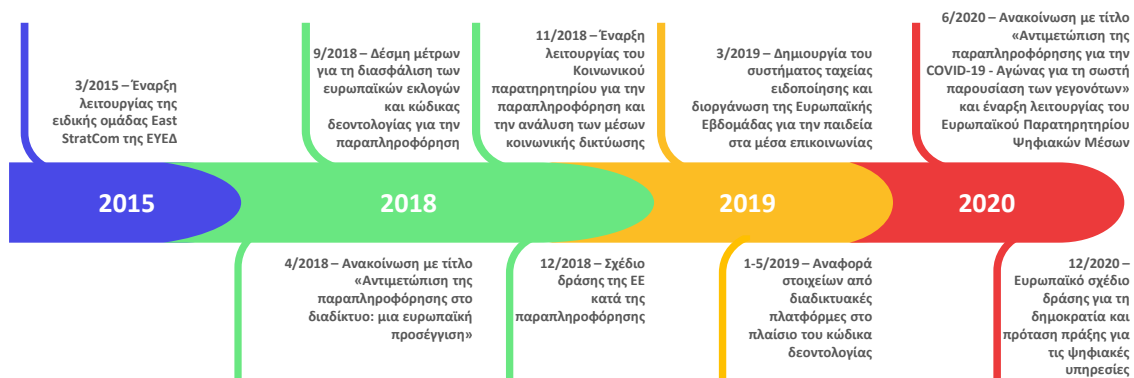 3/2015 – Έναρξη
λειτουργίας της
ειδικής ομάδας East
StratCom της ΕΥΕΔ
9/2018 – Δέσμη μέτρων
για τη διασφάλιση των
ευρωπαϊκών εκλογών
και κώδικας
δεοντολογίας για την
παραπληροφόρηση
11/2018 – Έναρξη
λειτουργίας του
Κοινωνικού
παρατηρητηρίου για την
παραπληροφόρηση και
την ανάλυση των μέσων
κοινωνικής δικτύωσης
3/2019 – Δημιουργία του
συστήματος ταχείας
ειδοποίησης και
διοργάνωση της Ευρωπαϊκής
Εβδομάδας για την παιδεία
στα μέσα επικοινωνίας
6/2020 – Ανακοίνωση με τίτλο
«Αντιμετώπιση της
παραπληροφόρησης για την
COVID-19 - Αγώνας για τη σωστή
παρουσίαση των γεγονότων»
και έναρξη λειτουργίας του
Ευρωπαϊκού Παρατηρητηρίου
Ψηφιακών Μέσων
2015
2018
2019
2020
4/2018 – Ανακοίνωση με τίτλο
«Αντιμετώπιση της
παραπληροφόρησης στο
διαδίκτυο: μια ευρωπαϊκή
προσέγγιση»
12/2018 – Σχέδιο
δράσης της ΕΕ
κατά της
παραπληροφόρησης
1-5/2019 – Αναφορά
στοιχείων από
διαδικτυακές
πλατφόρμες στο
πλαίσιο του κώδικα
δεοντολογίας
12/2020 –
Ευρωπαϊκό σχέδιο
δράσης για τη
δημοκρατία και
πρόταση πράξης για
τις ψηφιακές
υπηρεσίες